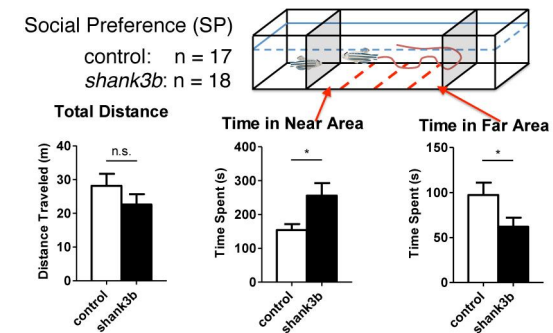 Social Preference (SP)
control: n = 17
shank3b: n = 18
Total Distance
Distance Traveled (m)
40
30
20
10
0
n.s.
control
shank3b
Time in Near Area
Time Spent (s)
400
300
200
100
0
*
control
shank3b
Time in Far Area
Time Spent (s)
150
100
50
0
*
control
shank3b